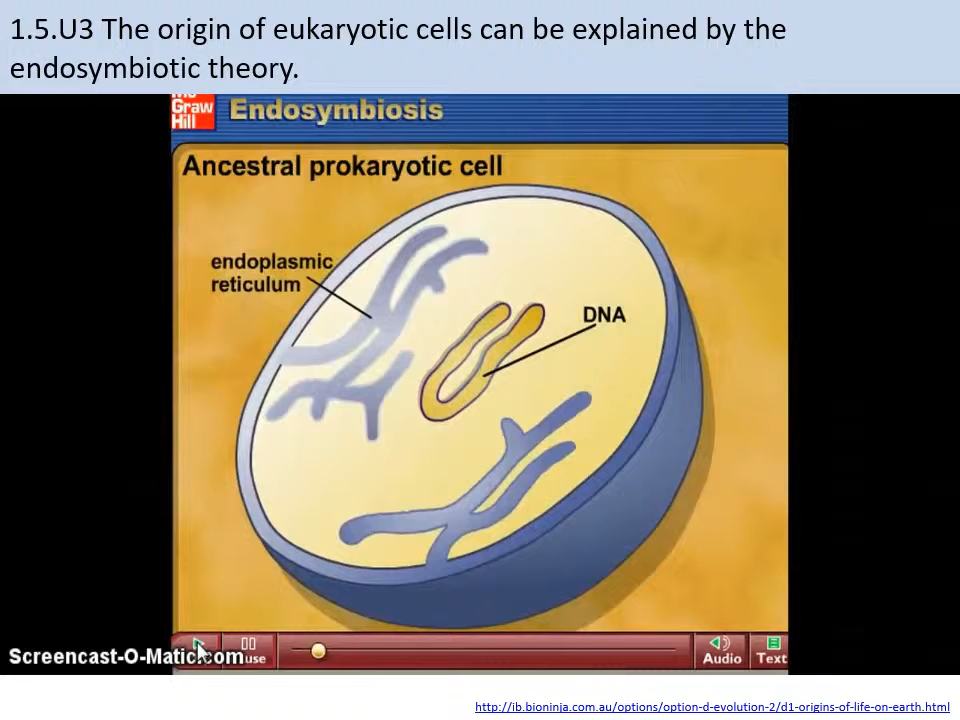 1.5.U3 The origin of eukaryotic cells can be explained by the
endosymbiotic theory.
Graw
Hill
Endosymbiosis
Ancestral prokaryotic cell
endoplasmic
reticulum
DNA
Screencast-O-Matic.com
Audio
Text
http://ib.bioninja.com.au/options/option-d-evolution-2/d1-origins-of-life-on-earth.html